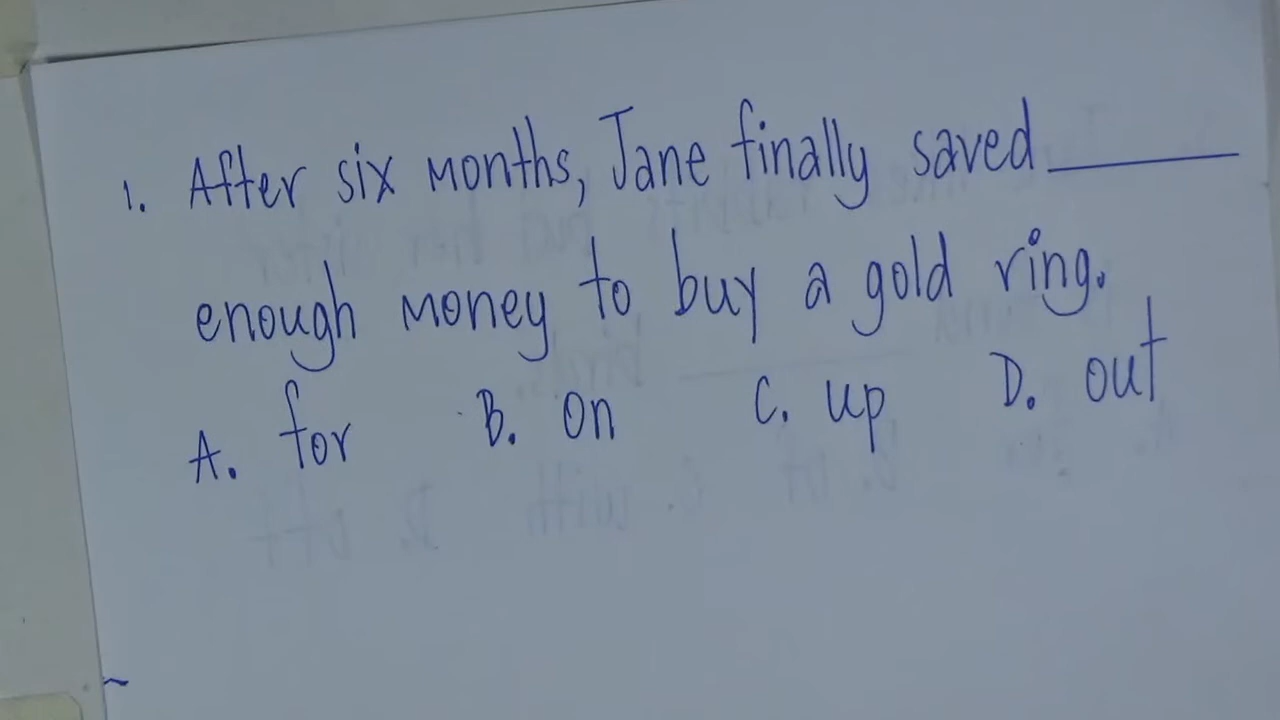 1. After six months, Jane finally saved ______
enough money to buy a gold ring.
A. for B. on C. up D. out